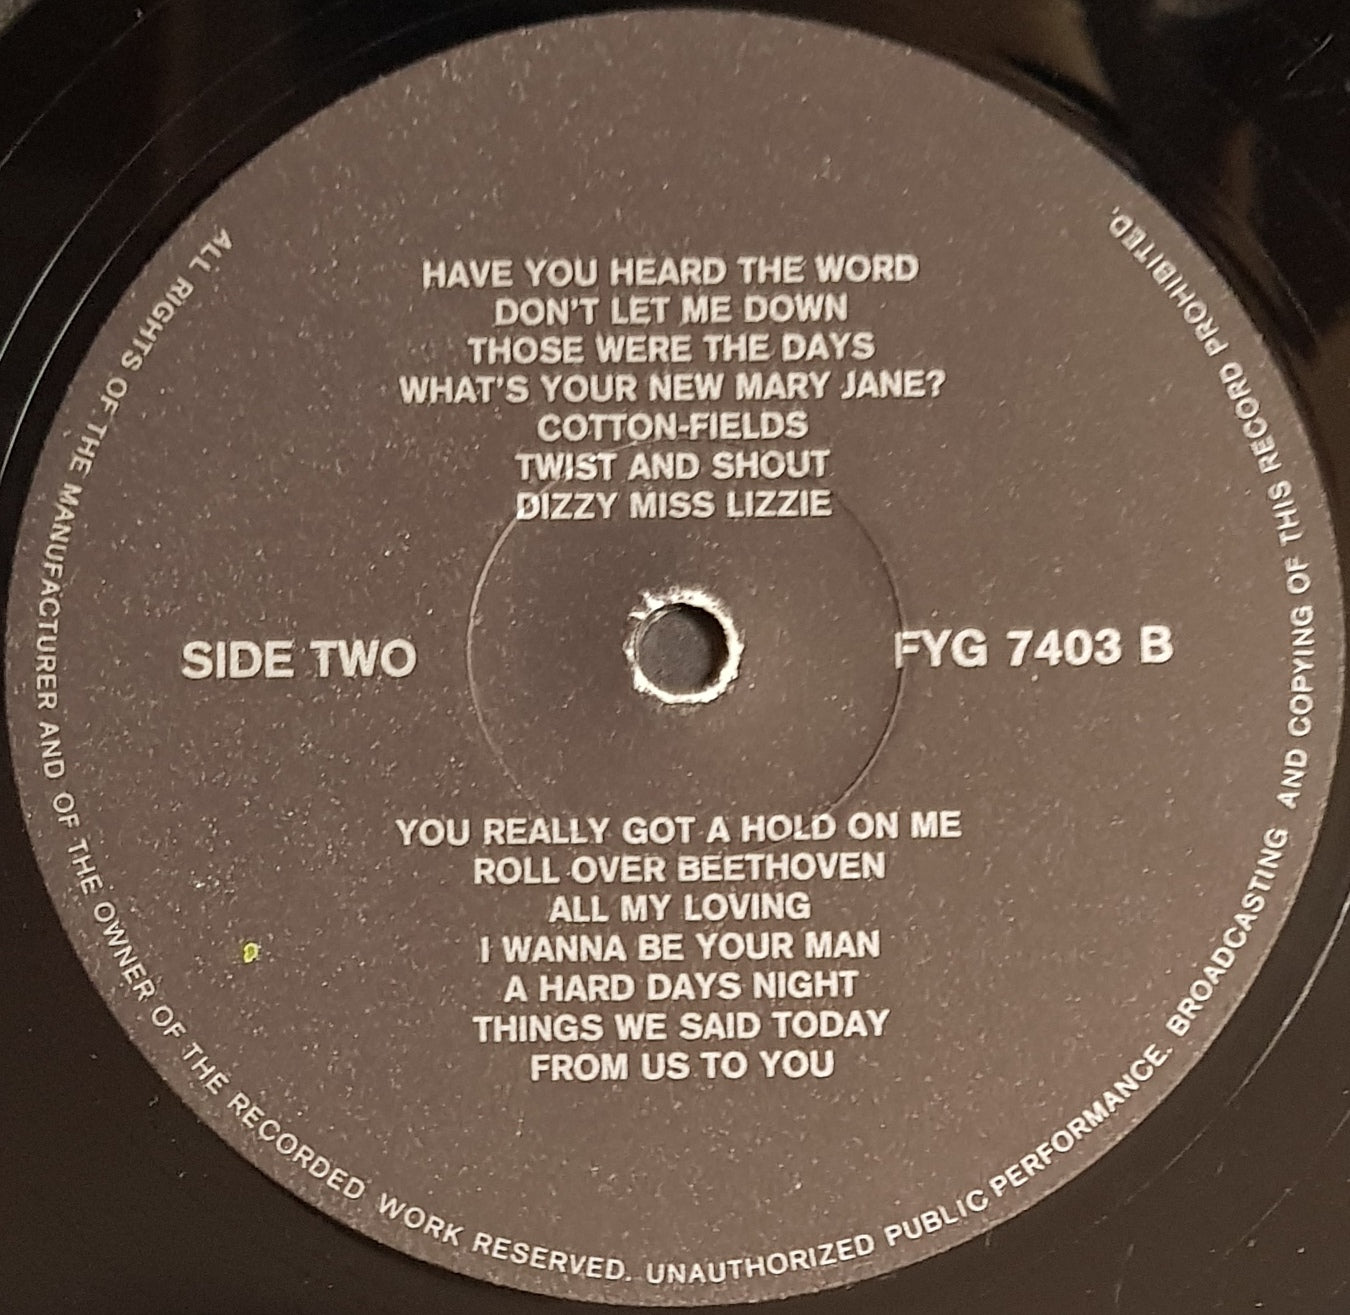 HAVE YOU HEARD THE WORD
DON'T LET ME DOWN
THOSE WERE THE DAYS
WHAT'S YOUR NEW MARY JANE?
COTTON-FIELDS
TWIST AND SHOUT
DIZZY MISS LIZZIE
SIDE TWO
FYG 7403 B
YOU REALLY GOT A HOLD ON ME
ROLL OVER BEETHOVEN
ALL MY LOVING
I WANNA BE YOUR MAN
A HARD DAYS NIGHT
THINGS WE SAID TODAY
FROM US TO YOU
ALL RIGHTS OF THE MANUFACTURER AND OF THE OWNER OF THE RECORDED WORK RESERVED. UNAUTHORIZED PUBLIC PERFORMANCE. BROADCASTING AND COPYING OF THIS RECORD PROHIBITED.